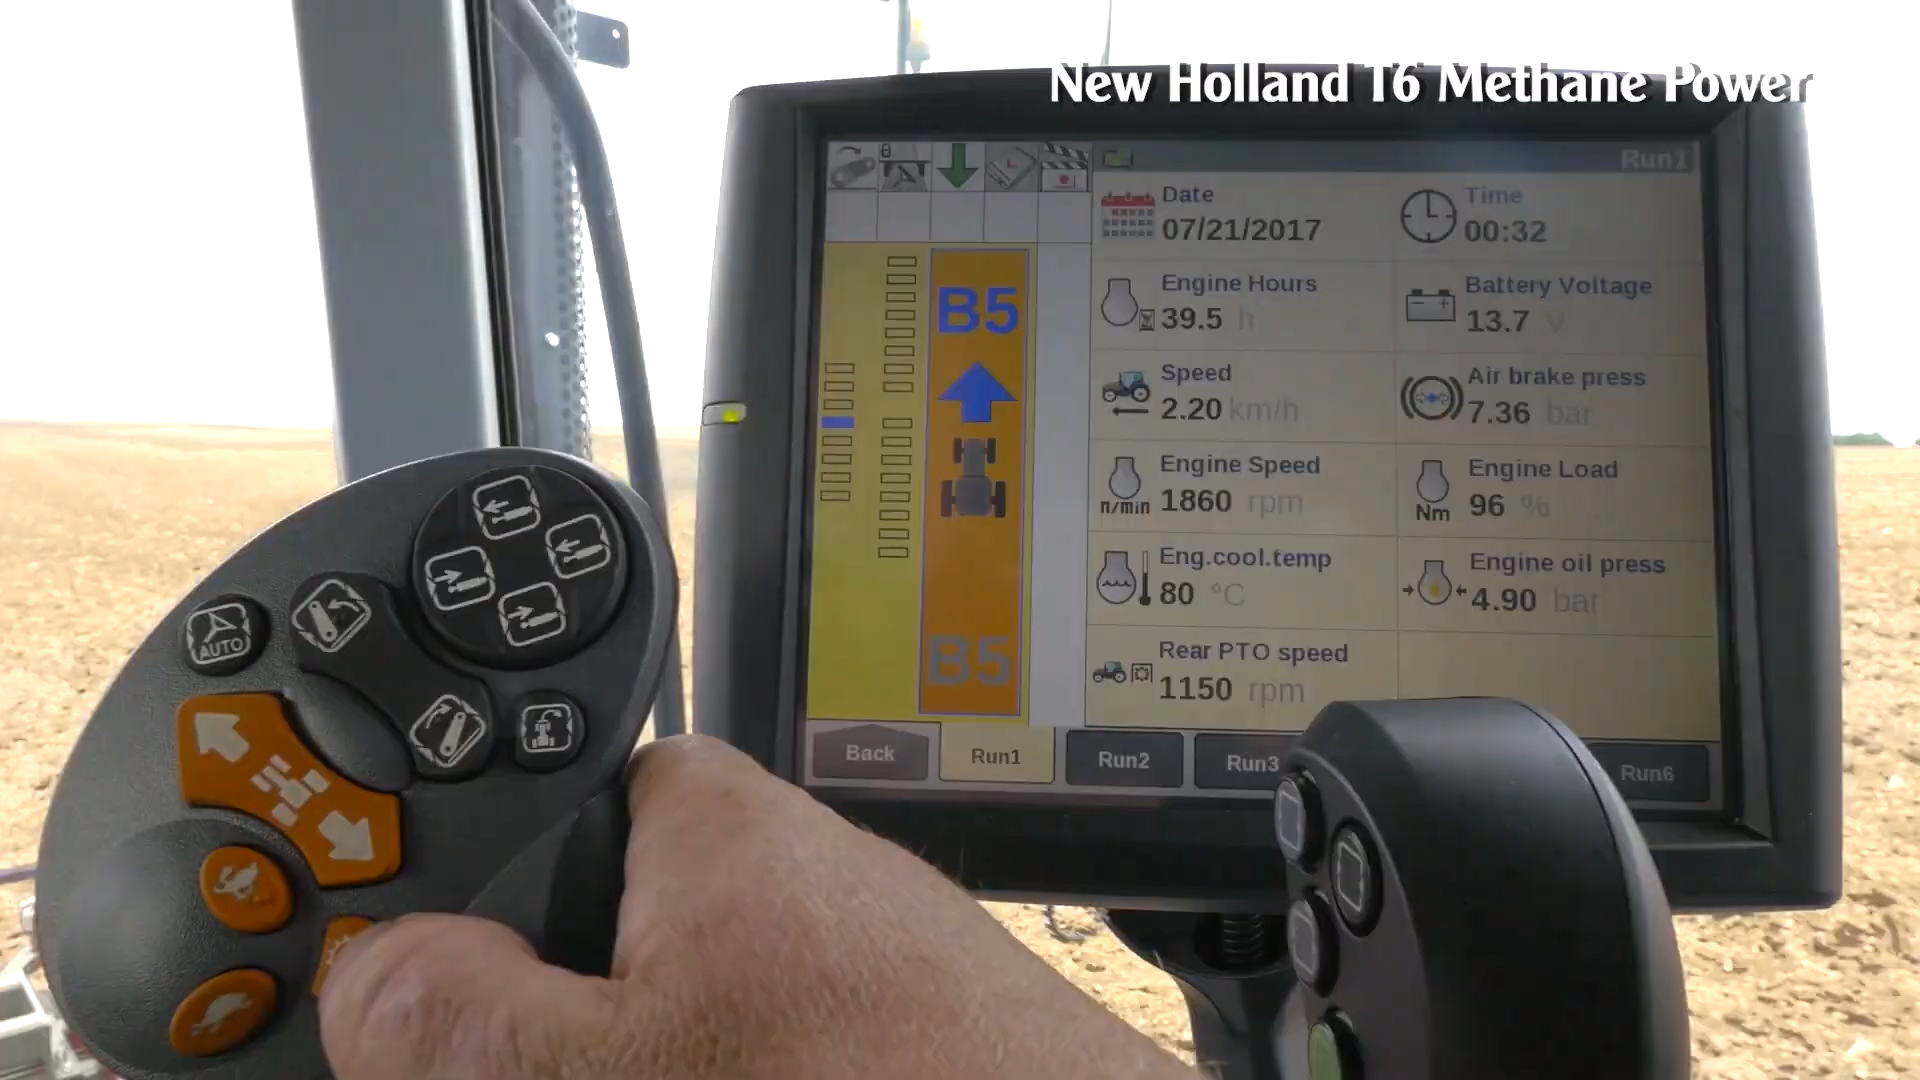 New Holland T6 Methane Power
θ
Run1
Date
07/21/2017
Time
00:32
Engine Hours
39.5 h
Battery Voltage
13.7 V
Speed
2.20 km/h
Air brake press
7.36 bar
Engine Speed
n/min 1860 rpm
Engine Load
Nm 96 %
Eng.cool.temp
80 °C
Engine oil press
4.90 bar
Rear PTO speed
1150 rpm
B5
B5
Back
Run1
Run2
Run3
Run6
AUTO